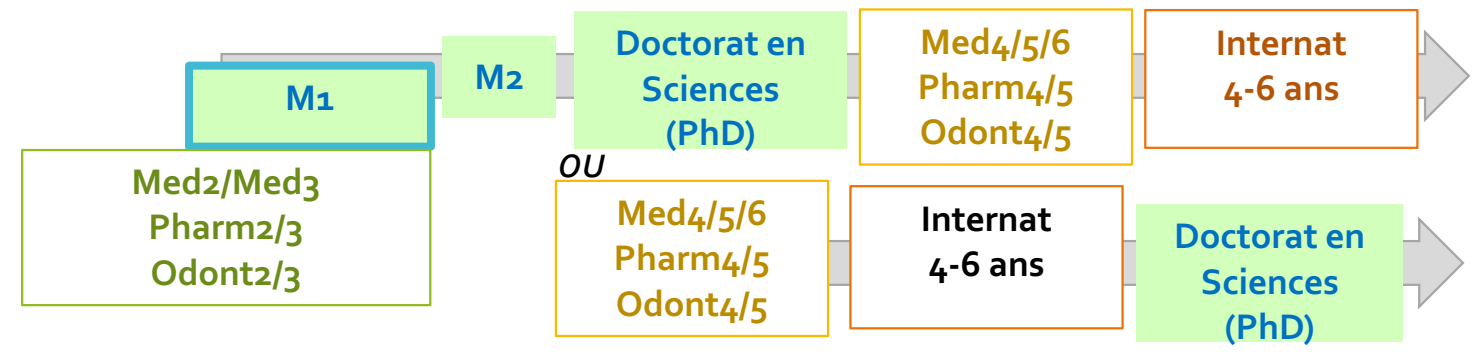 M1
Med2/Med3
Pharm2/3
Odont2/3
M2
Doctorat en
Sciences
(PhD)
Med4/5/6
Pharm4/5
Odont4/5
Internat
4-6 ans
OU
Med4/5/6
Pharm4/5
Odont4/5
Internat
4-6 ans
Doctorat en
Sciences
(PhD)